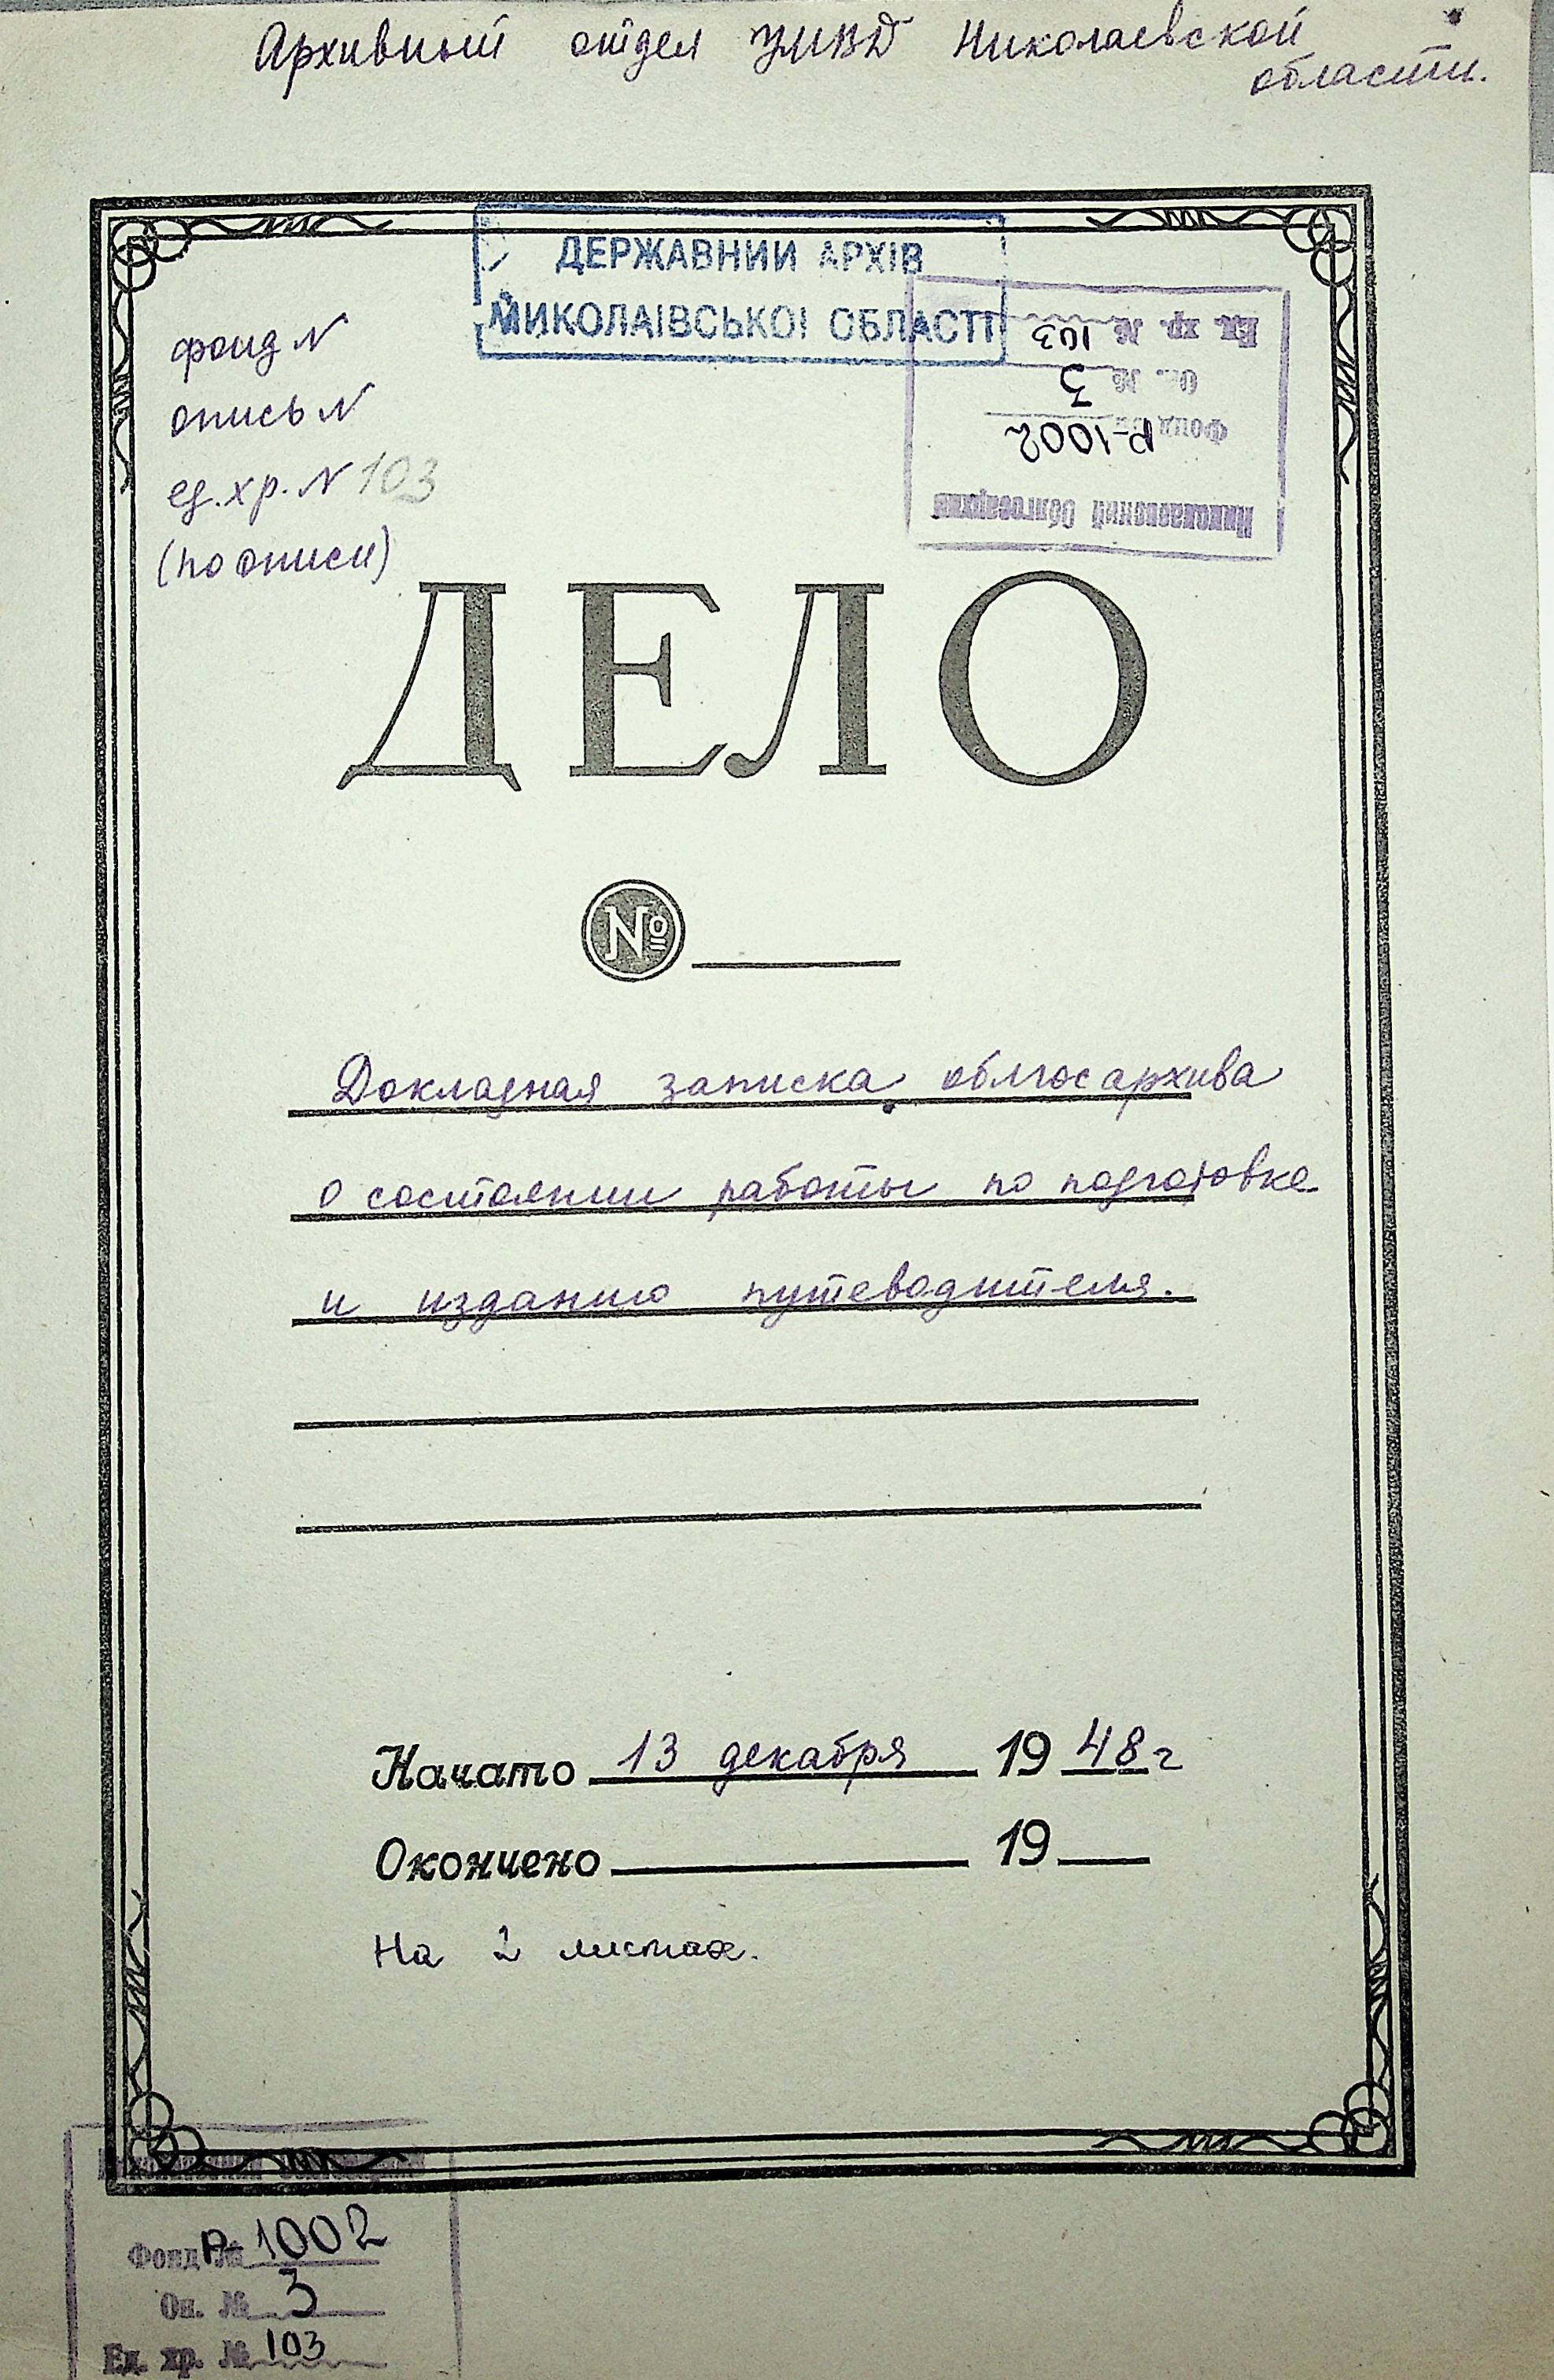 Архивный отдел УМВД Николаевской
области.
ДЕРЖАВНИЙ АРХІВ
МИКОЛАЇВСЬКОЇ ОБЛАСТІ
Николаевский Облгосархив
Фонд № Р-1002
Оп. № 3
Ед. хр. № 103
фонд N
опись N
ед. хр. N 103
(по описи)
ДЕЛО
№
Докладная записка облгосархива
о состоянии работы по подготовке
и изданию путеводителя.
Начато 13 декабря 1948 г
Окончено 19
На 2 листах.
Фонд № Р-1002
Оп. № 3
Ед. хр. № 103